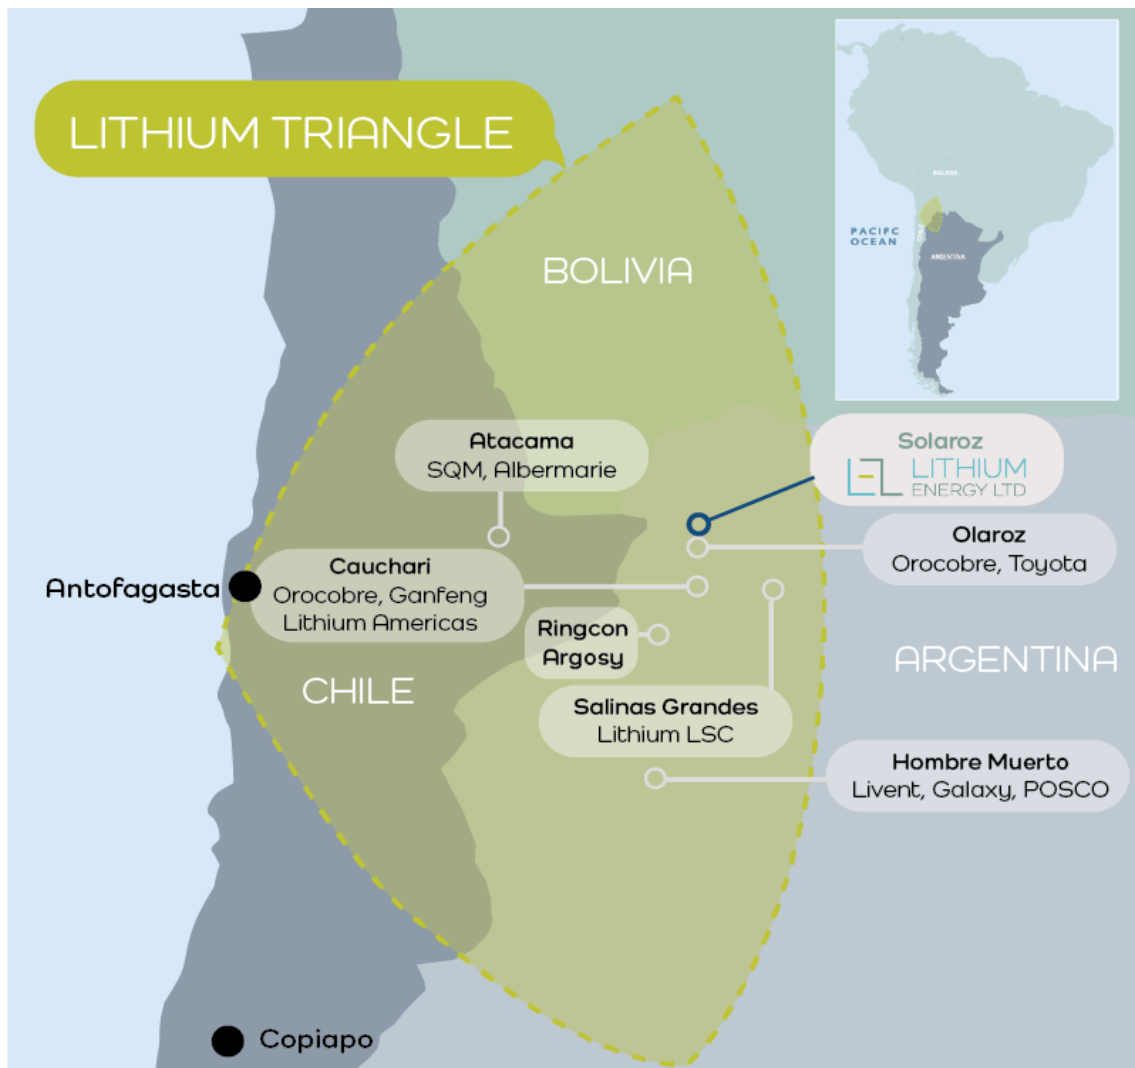 LITHIUM TRIANGLE
BOLIVIA
BOLIVIA
PACIFC
OCEAN
ARGENTINA
Atacama
SQM, Albermarie
Solaroz
LITHIUM
ENERGY LTD
Olaroz
Orocobre, Toyota
Antofagasta
Cauchari
Orocobre, Ganfeng
Lithium Americas
Ringcon
Argosy
ARGENTINA
CHILE
Salinas Grandes
Lithium LSC
Hombre Muerto
Livent, Galaxy, POSCO
Copiapo